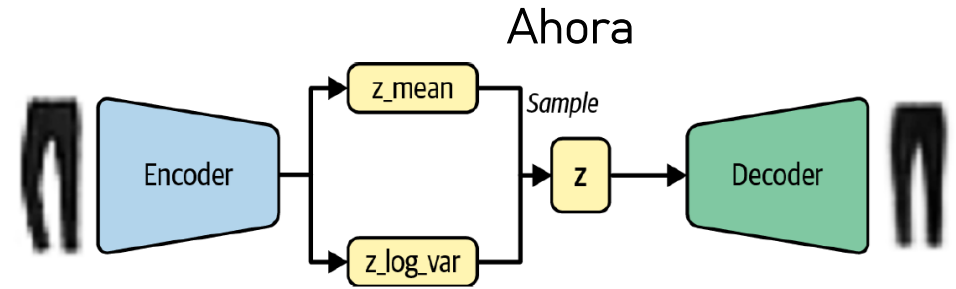 Ahora
z_mean
Sample
Encoder
z
Decoder
z_log_var